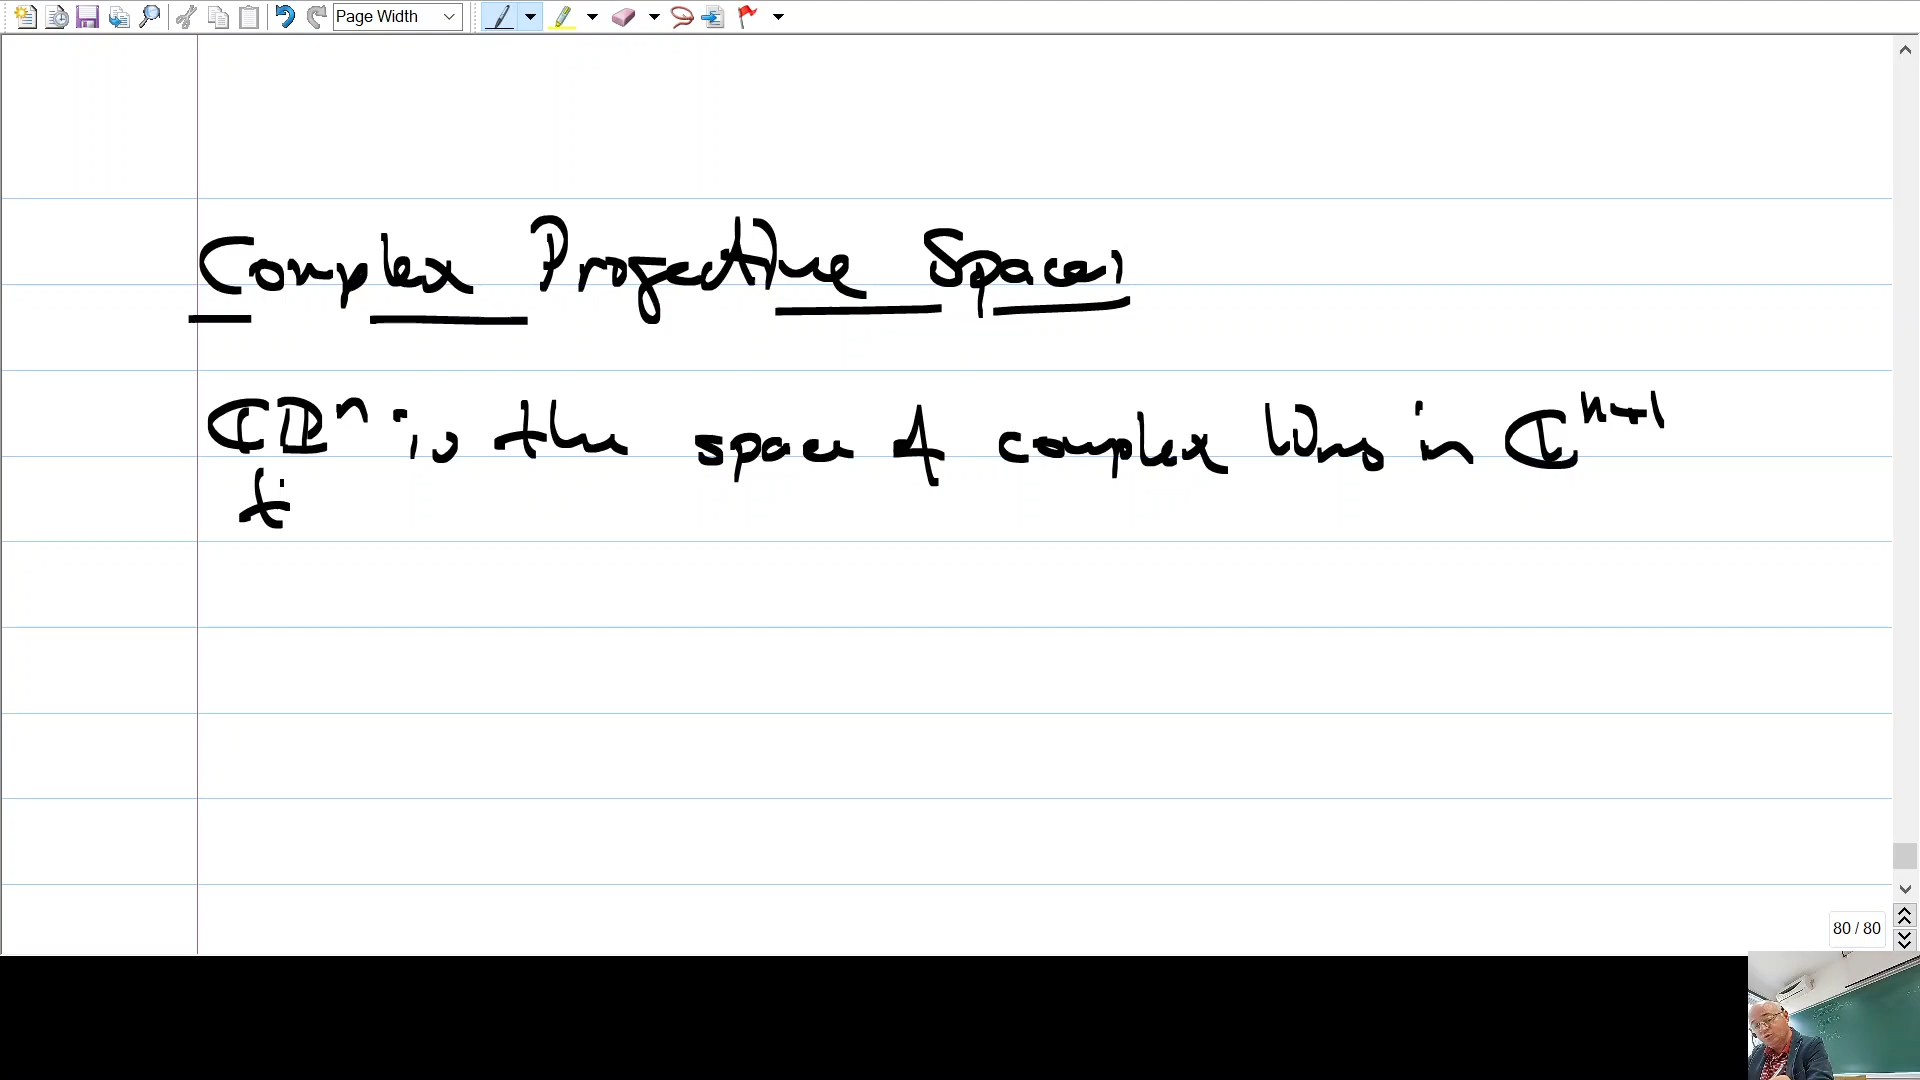 Page Width
Complex Projective Spaces
ℂℙⁿ is the space of complex lines in ℂⁿ⁺¹
80 / 80